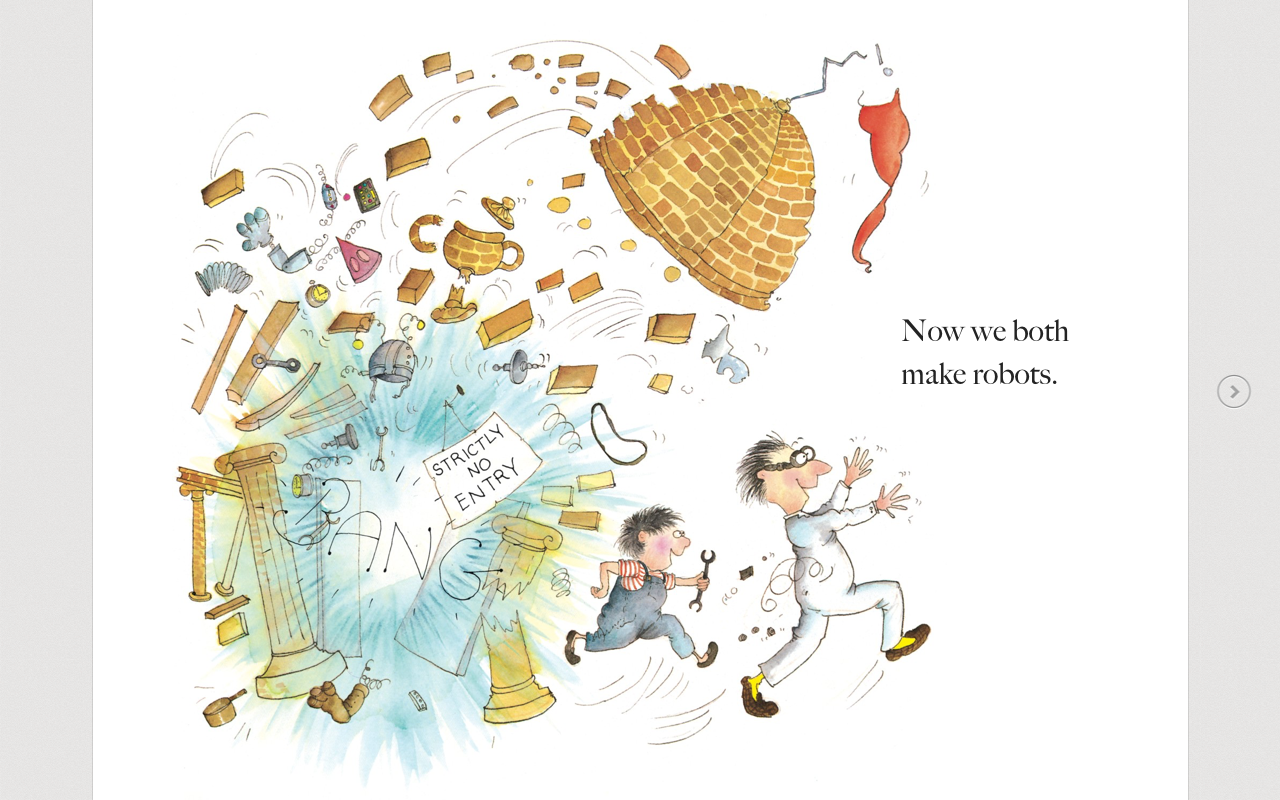 STRICTLY
NO
ENTRY
BANG
Now we both
make robots.